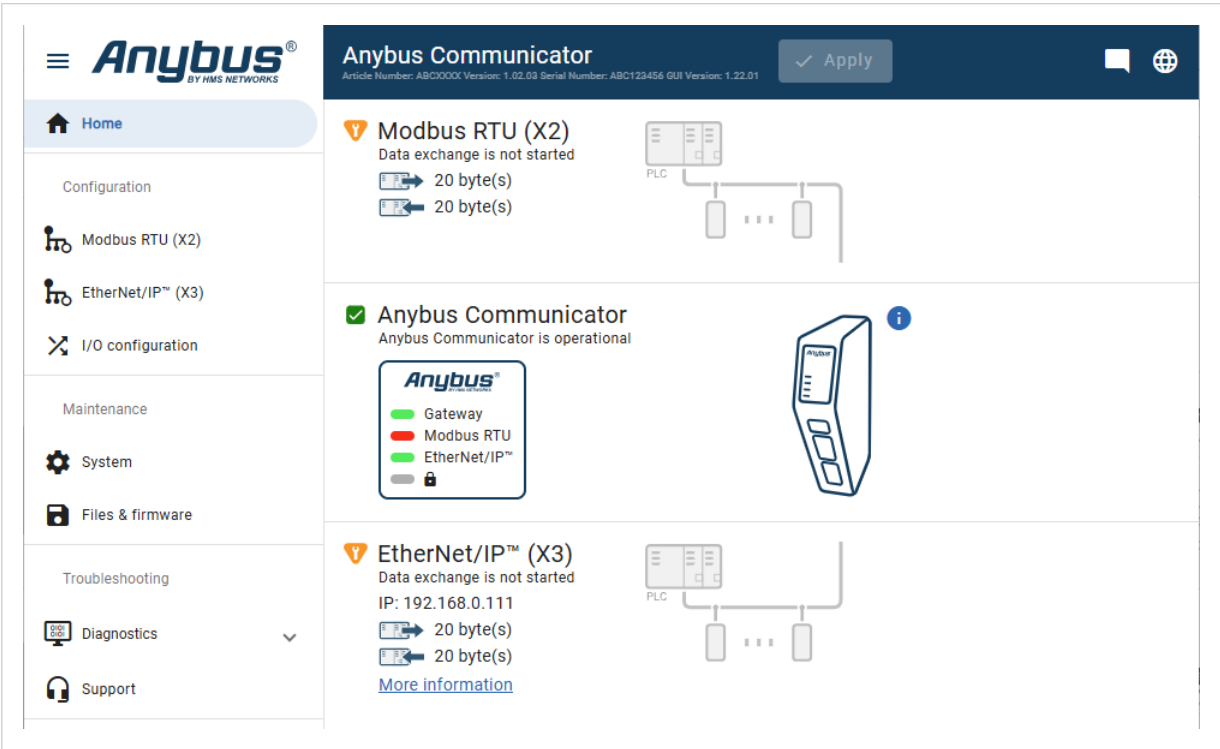 Anybus®
BY HMS NETWORKS
Home
Configuration
Modbus RTU (X2)
EtherNet/IP™ (X3)
I/O configuration
Maintenance
System
Files & firmware
Troubleshooting
Diagnostics
Support
Anybus Communicator
Article Number: ABCXXXX Version: 1.02.03 Serial Number: ABC123456 GUI Version: 1.22.01
Apply
Modbus RTU (X2)
Data exchange is not started
20 byte(s)
20 byte(s)
PLC
Anybus Communicator
Anybus Communicator is operational
Anybus®
BY HMS NETWORKS
Gateway
Modbus RTU
EtherNet/IP™
Anybus
i
EtherNet/IP™ (X3)
Data exchange is not started
IP: 192.168.0.111
20 byte(s)
20 byte(s)
More information
PLC